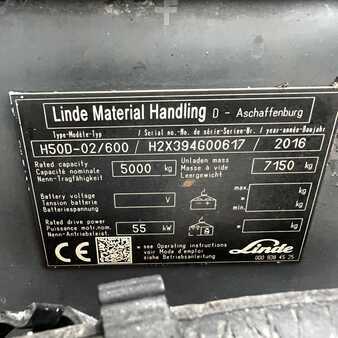 F
Linde Material Handling D - Aschaffenburg
Type-Modèle-Typ / Serial no.-No. de série-Serien-Nr. / year-année-Baujahr
H50D-02/600 / H2X394G00617 / 2016
Rated capacity
Capacité nominale 5000 kg
Nenn-Tragfähigkeit
Unladen mass
Masse à vide 7150 kg
Leergewicht
Battery voltage
Tension batterie V
Batteriespannung
max kg
min kg
Rated drive power
Puissance motr.nom. 55 kW
Nenn-Antriebsleist.
max kg
CE
see Operating instructions
voir Mode d'emploi
siehe Betriebsanleitung
Linde
000 809 45 25